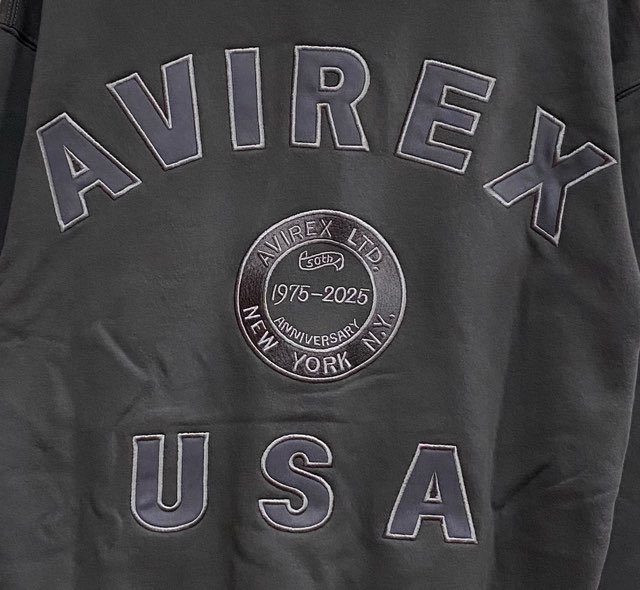 AVIREX
AVIREX LTD.
50th
1975-2025
ANNIVERSARY
NEW YORK N.Y.
USA